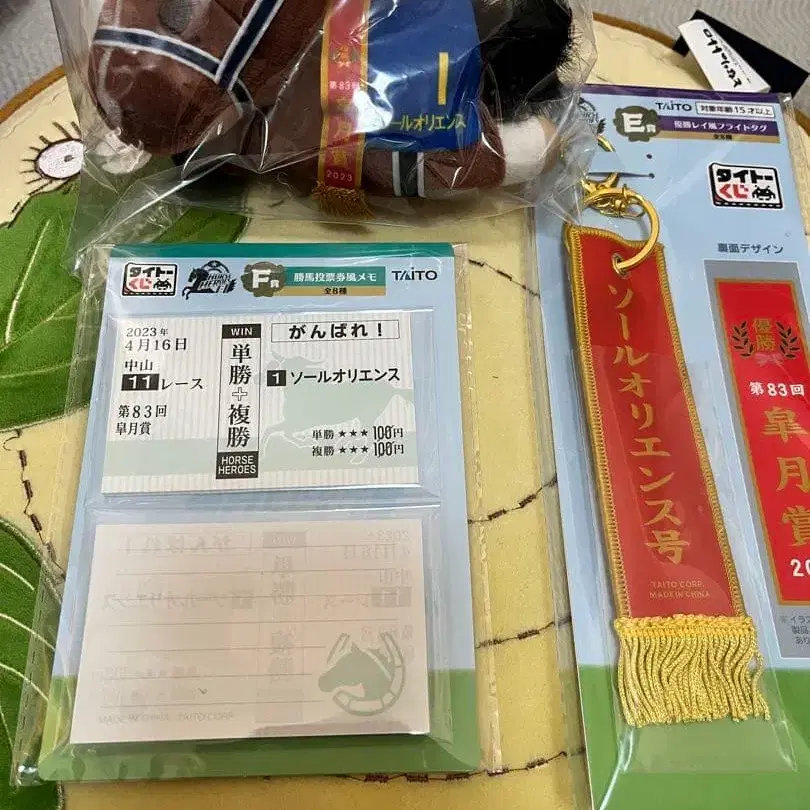 第83回
皐月賞
2023
1
ソールオリエンス
タイトーくじ
F賞
勝馬投票券風メモ
全8種
TAITO
2023年
4月16日
中山
11レース
第83回
皐月賞
WIN
単勝+複勝
HORSE
HEROES
がんばれ!
1 ソールオリエンス
単勝★★★100円
複勝★★★100円
TAITO
対象年齢15才以上
E賞
優勝レイ風フライトタグ
全8種
タイトーくじ
裏面デザイン
ソールオリエンス号
TAITO CORP.
MADE IN CHINA
優勝
第83回
皐月賞
20